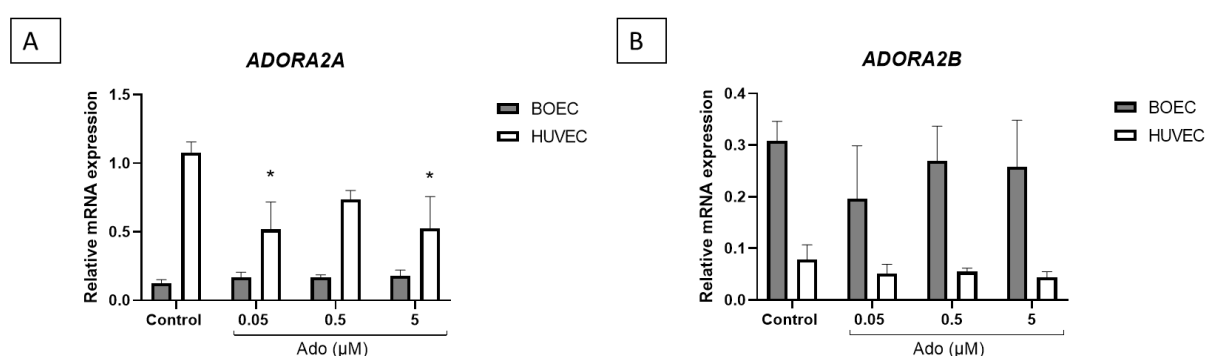 A
ADORA2A
Relative mRNA expression
1.5
1.0
0.5
0.0
*
*
Control
0.05
0.5
5
Ado (μM)
BOEC
HUVEC
B
ADORA2B
Relative mRNA expression
0.4
0.3
0.2
0.1
0.0
Control
0.05
0.5
5
Ado (μM)
BOEC
HUVEC